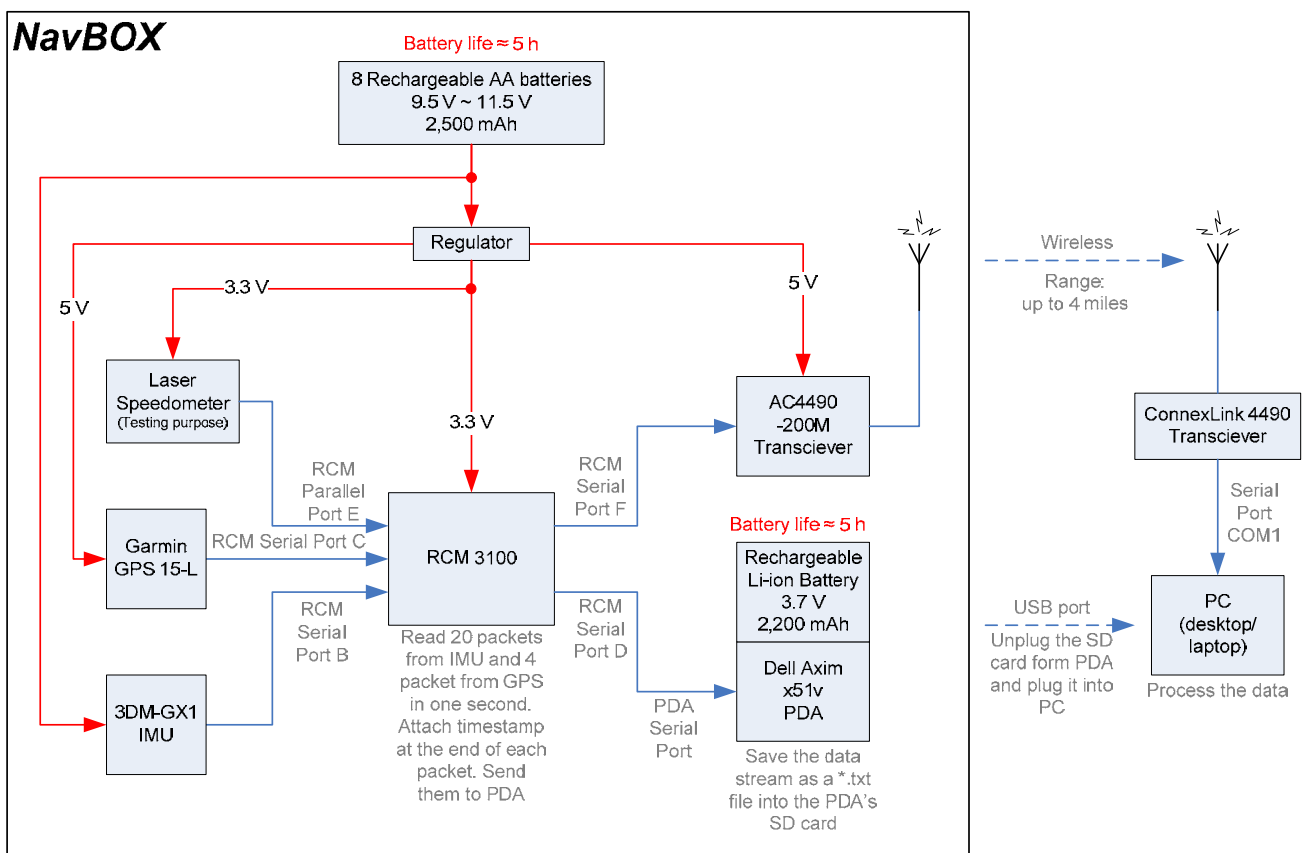 NavBOX
Battery life ≈ 5 h
8 Rechargeable AA batteries
9.5 V ~ 11.5 V
2,500 mAh
Regulator
5 V
3.3 V
5 V
3.3 V
Laser
Speedometer
(Testing purpose)
RCM
Parallel
Port E
Garmin
GPS 15-L
RCM Serial Port C
3DM-GX1
IMU
RCM
Serial
Port B
RCM 3100
Read 20 packets
from IMU and 4
packet from GPS
in one second.
Attach timestamp
at the end of each
packet. Send
them to PDA
RCM
Serial
Port F
AC4490
-200M
Transciever
RCM
Serial
Port D
PDA
Serial
Port
Battery life ≈ 5 h
Rechargeable
Li-ion Battery
3.7 V
2,200 mAh
Dell Axim
x51v
PDA
Save the data
stream as a *.txt
file into the PDA's
SD card
Wireless
Range:
up to 4 miles
ConnexLink 4490
Transciever
Serial
Port
COM1
USB port
Unplug the SD
card form PDA
and plug it into
PC
PC
(desktop/
laptop)
Process the data